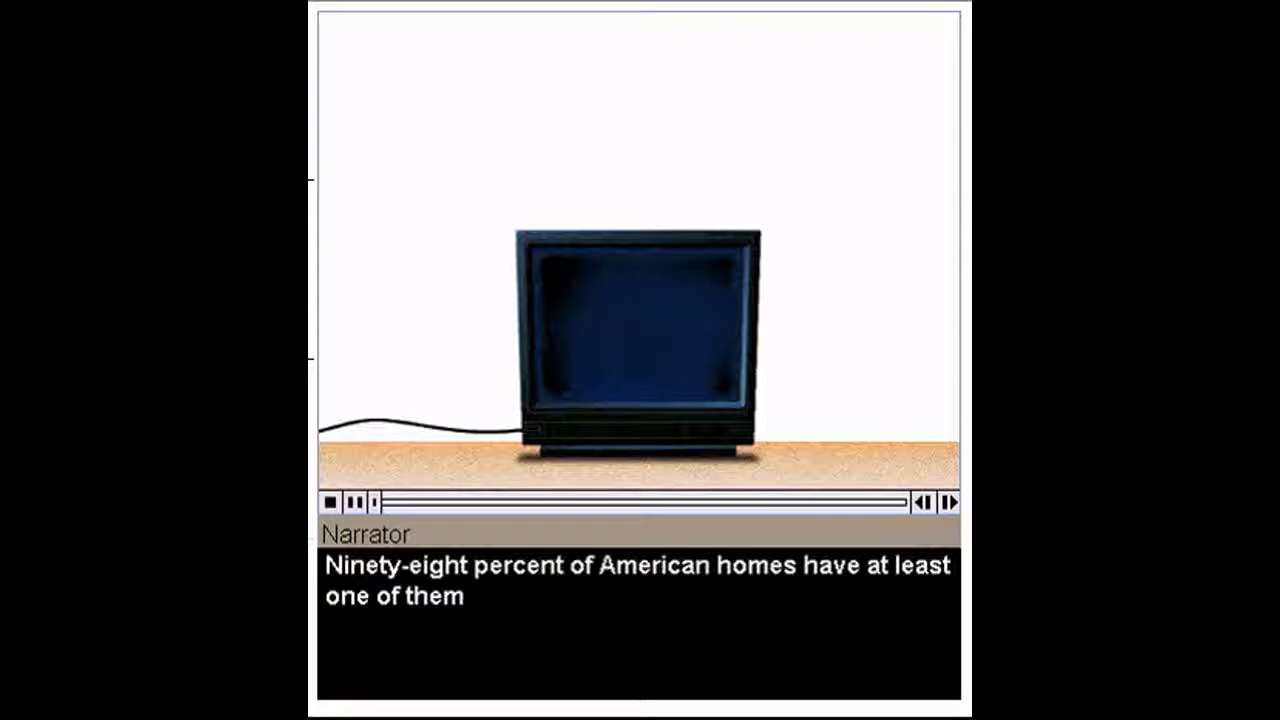 Narrator
Ninety-eight percent of American homes have at least
one of them